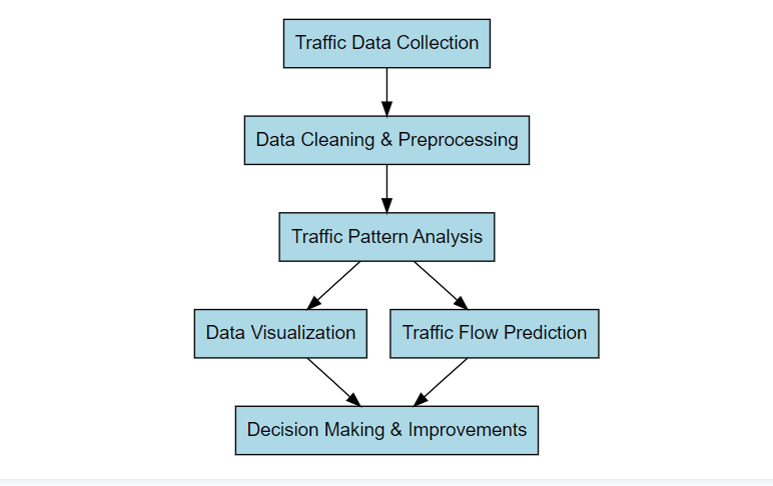 Traffic Data Collection
Data Cleaning & Preprocessing
Traffic Pattern Analysis
Data Visualization
Traffic Flow Prediction
Decision Making & Improvements